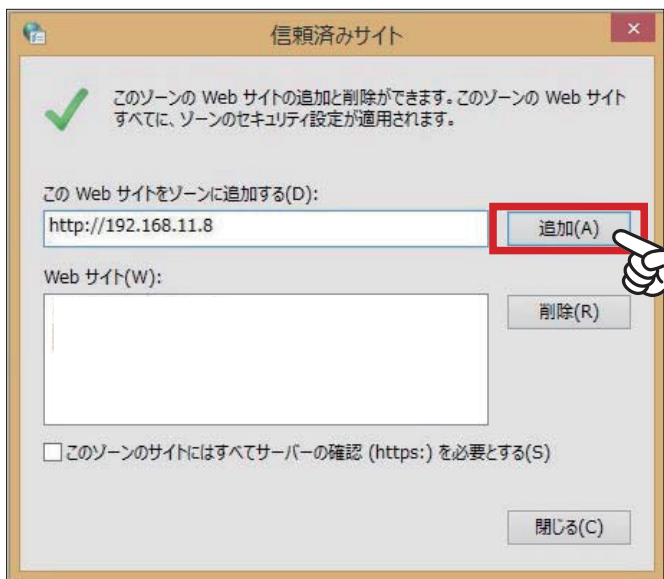 信頼済みサイト
×
このゾーンの Web サイトの追加と削除ができます。このゾーンの Web サイト
すべてに、ゾーンのセキュリティ設定が適用されます。
この Web サイトをゾーンに追加する(D):
http://192.168.11.8
追加(A)
Web サイト(W):
削除(R)
このゾーンのサイトにはすべてサーバーの確認 (https:) を必要とする(S)
閉じる(C)